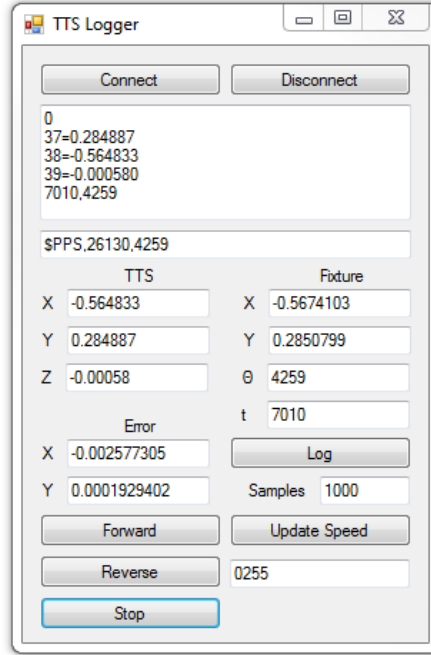 TTS Logger
Connect Disconnect
0
37=0.284887
38=-0.564833
39=-0.000580
7010,4259
$PPS,26130,4259
TTS Fixture
X -0.564833 X -0.5674103
Y 0.284887 Y 0.2850799
Z -0.00058 Θ 4259
t 7010
Error
X -0.002577305 Log
Y 0.0001929402 Samples 1000
Forward Update Speed
Reverse 0255
Stop